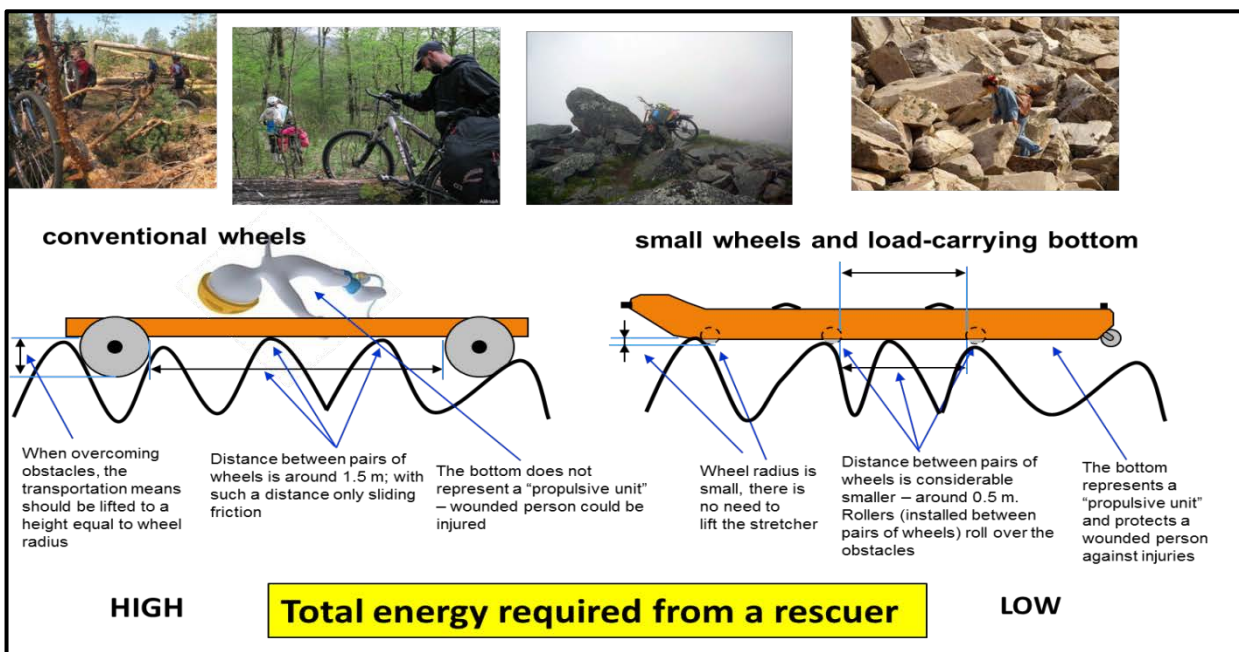 conventional wheels
small wheels and load-carrying bottom
When overcoming
obstacles, the
transportation means
should be lifted to a
height equal to wheel
radius
Distance between pairs of
wheels is around 1.5 m; with
such a distance only sliding
friction
The bottom does not
represent a “propulsive unit”
– wounded person could be
injured
Wheel radius is
small, there is
no need to
lift the stretcher
Distance between pairs of
wheels is considerable
smaller – around 0.5 m.
Rollers (installed between
pairs of wheels) roll over the
obstacles
The bottom
represents a
“propulsive unit”
and protects a
wounded person
against injuries
HIGH
Total energy required from a rescuer
LOW